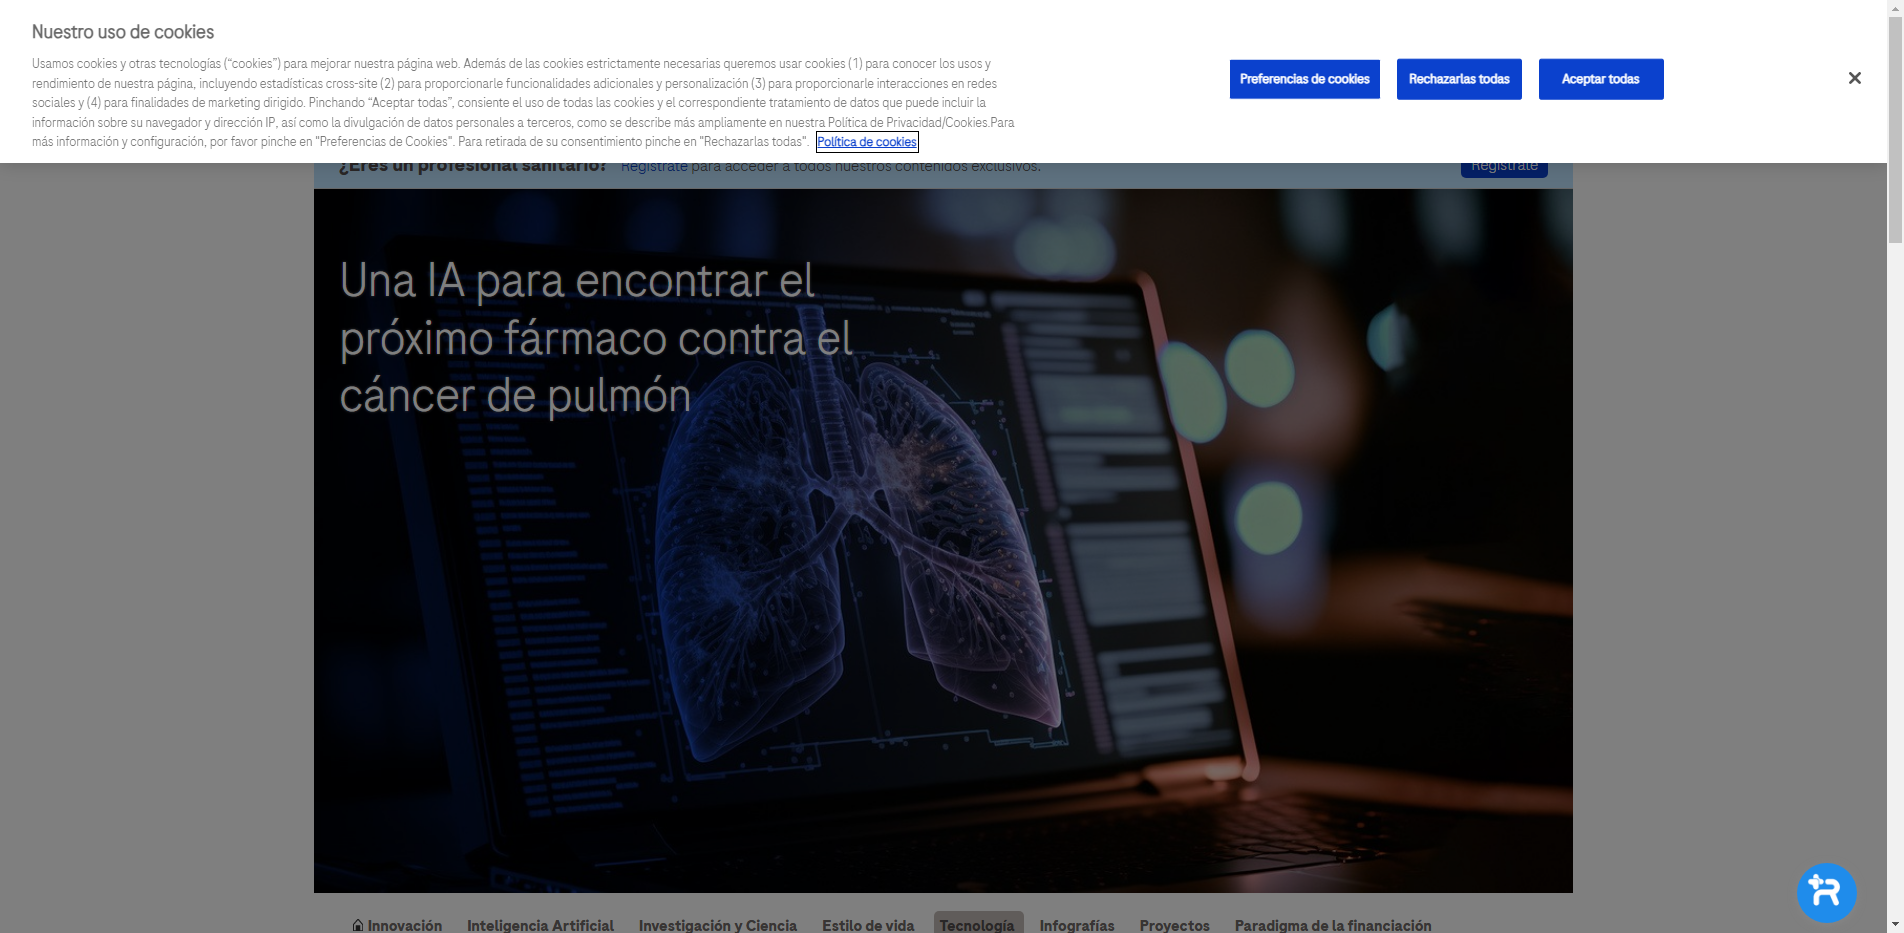 Nuestro uso de cookies
Usamos cookies y otras tecnologías (“cookies”) para mejorar nuestra página web. Además de las cookies estrictamente necesarias queremos usar cookies (1) para conocer los usos y
rendimiento de nuestra página, incluyendo estadísticas cross-site (2) para proporcionarle funcionalidades adicionales y personalización (3) para proporcionarle interacciones en redes
sociales y (4) para finalidades de marketing dirigido. Pinchando “Aceptar todas”, consiente el uso de todas las cookies y el correspondiente tratamiento de datos que puede incluir la
información sobre su navegador y dirección IP, así como la divulgación de datos personales a terceros, como se describe más ampliamente en nuestra Política de Privacidad/Cookies.Para
más información y configuración, por favor pinche en "Preferencias de Cookies". Para retirada de su consentimiento pinche en "Rechazarlas todas". Política de cookies
Preferencias de cookies
Rechazarlas todas
Aceptar todas
¿Eres un profesional sanitario? Regístrate para acceder a todos nuestros contenidos exclusivos.
Regístrate
Una IA para encontrar el
próximo fármaco contra el
cáncer de pulmón
Innovación Inteligencia Artificial Investigación y Ciencia Estilo de vida Tecnología Infografías Proyectos Paradigma de la financiación